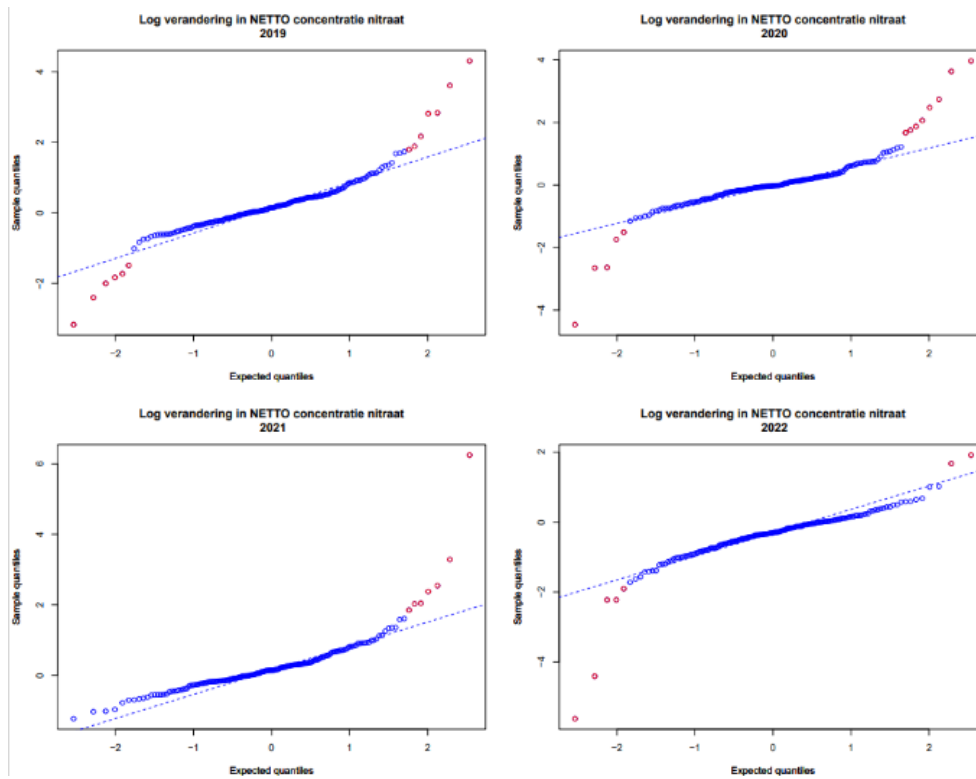 Log verandering in NETTO concentratie nitraat
2019
4
2
0
−2
Sample quantiles
−2 −1 0 1 2
Expected quantiles
Log verandering in NETTO concentratie nitraat
2020
4
2
0
−2
−4
Sample quantiles
−2 −1 0 1 2
Expected quantiles
Log verandering in NETTO concentratie nitraat
2021
6
4
2
0
Sample quantiles
−2 −1 0 1 2
Expected quantiles
Log verandering in NETTO concentratie nitraat
2022
2
0
−2
−4
Sample quantiles
−2 −1 0 1 2
Expected quantiles